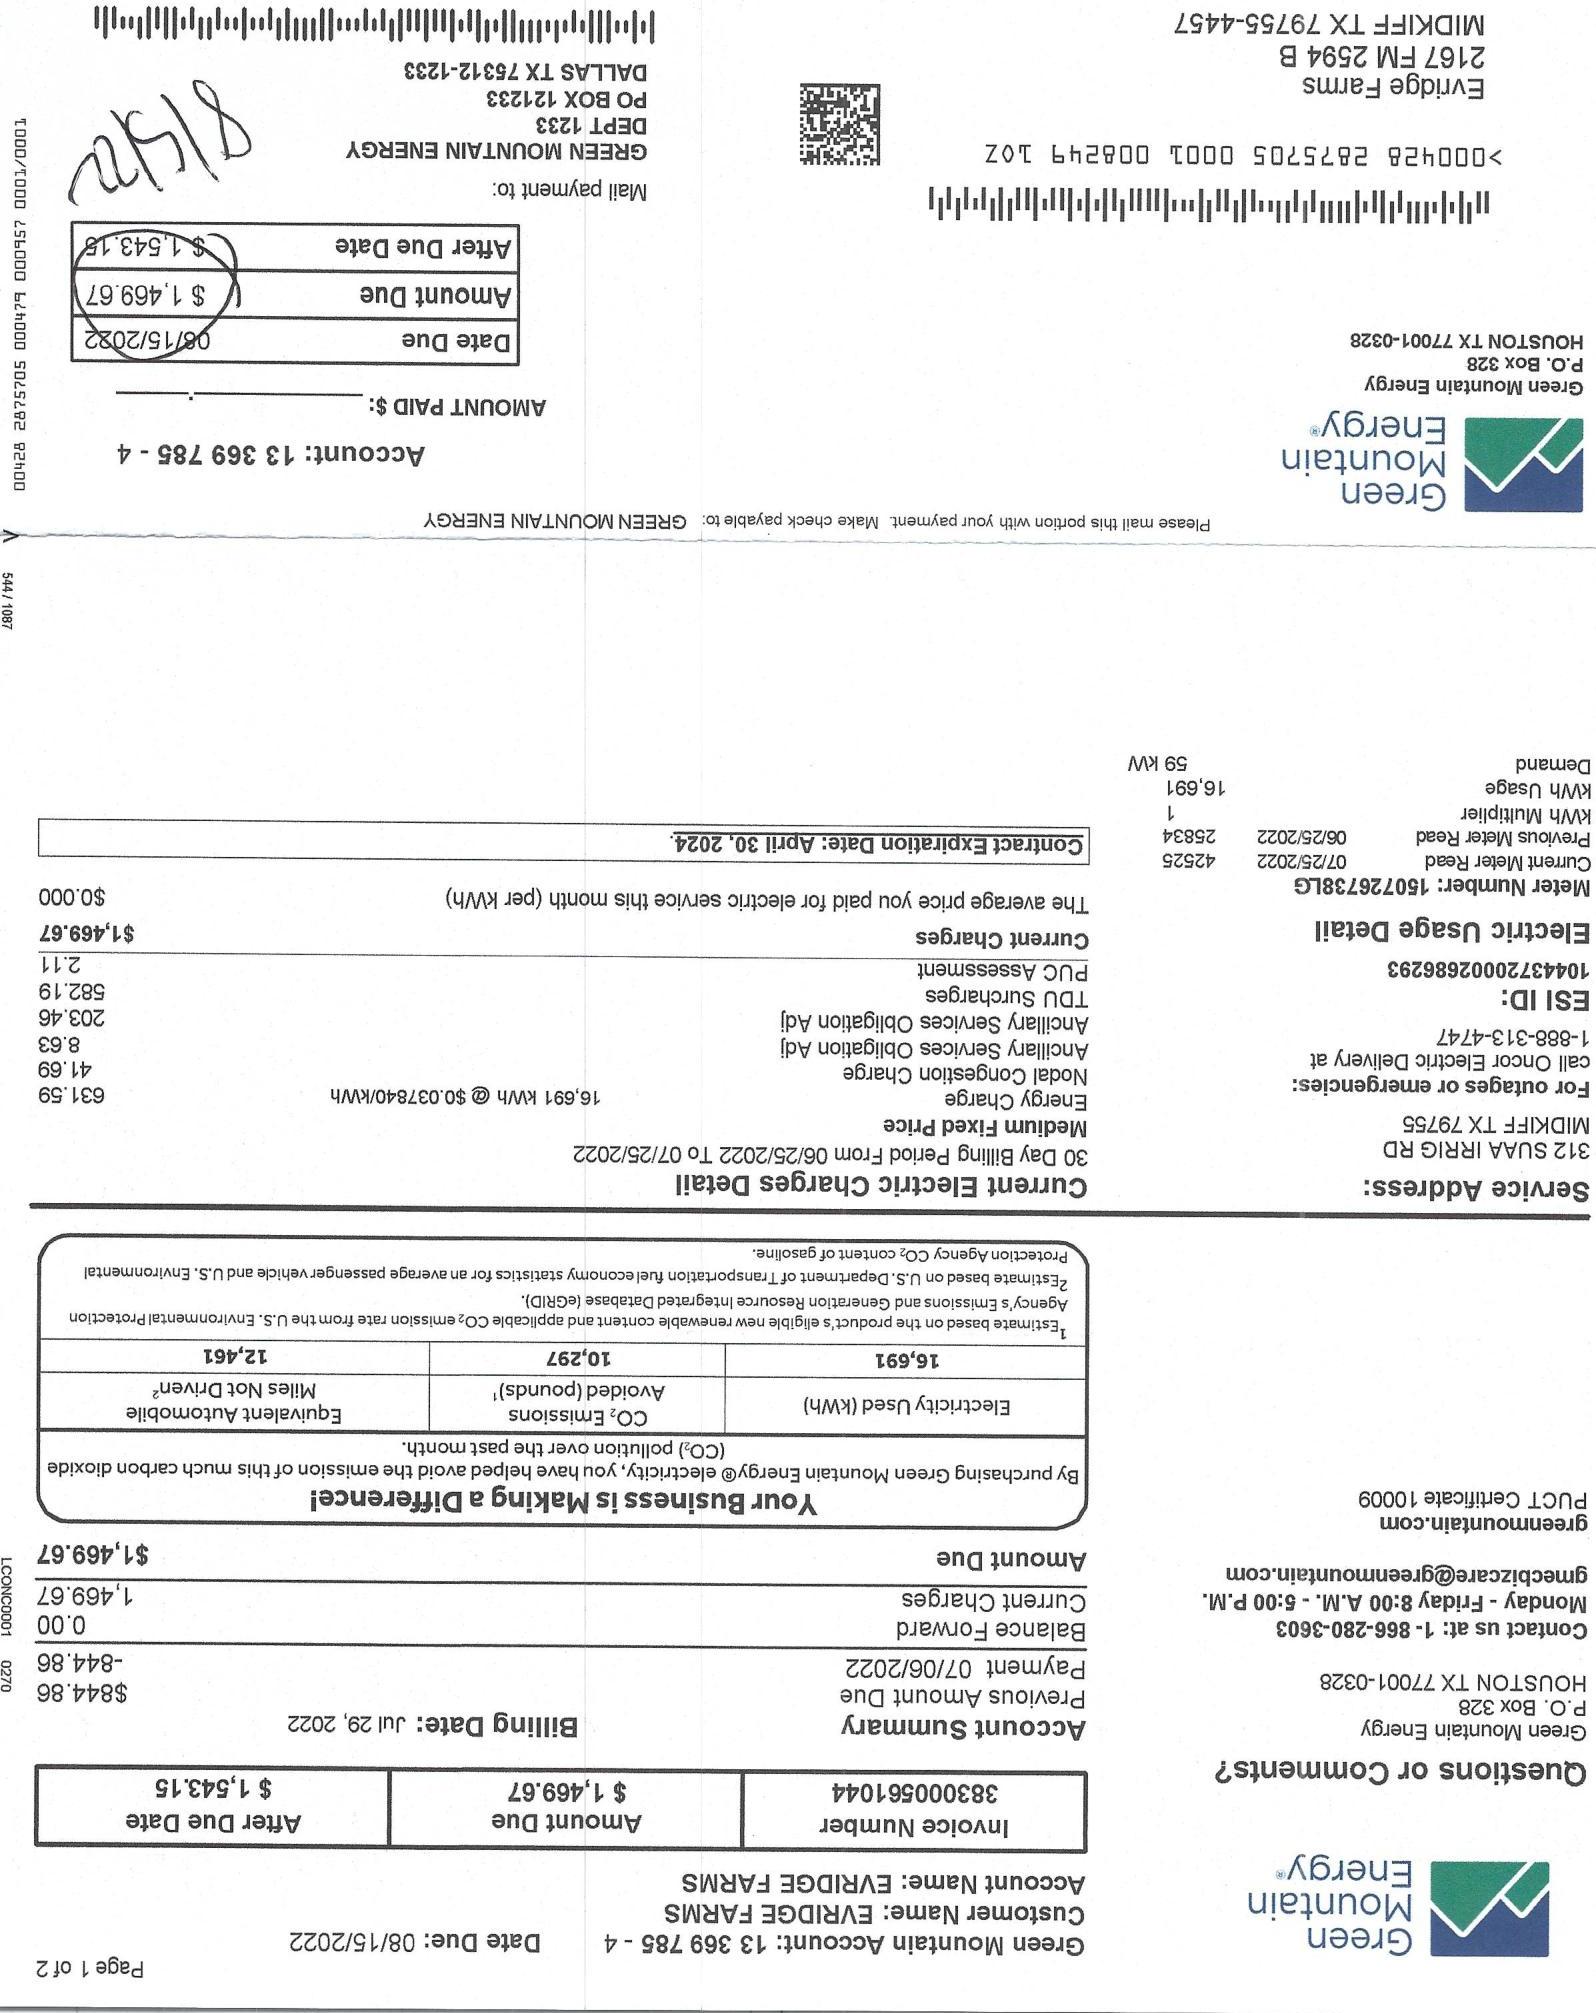 Page 1 of 2
Green
Mountain
Energy®
Green Mountain Account: 13 369 785 - 4 Date Due: 08/15/2022
Customer Name: EVRIDGE FARMS
Account Name: EVRIDGE FARMS
Invoice Number Amount Due After Due Date
383000561044 $ 1,469.67 $ 1,543.15
Questions or Comments?
Green Mountain Energy
P.O. Box 328
HOUSTON TX 77001-0328
Contact us at: 1- 866-280-3603
Monday - Friday 8:00 A.M. - 5:00 P.M.
gmecbizcare@greenmountain.com
greenmountain.com
PUCT Certificate 10009
Account Summary Billing Date: Jul 29, 2022
Previous Amount Due $844.86
Payment 07/06/2022 -844.86
Balance Forward 0.00
Current Charges 1,469.67
Amount Due $1,469.67
LCONC0001 0270
Your Business is Making a Difference!
By purchasing Green Mountain Energy® electricity, you have helped avoid the emission of this much carbon dioxide
(CO₂) pollution over the past month.
Electricity Used (kWh) CO₂ Emissions Avoided (pounds)¹ Equivalent Automobile Miles Not Driven²
16,691 10,297 12,461
¹Estimate based on the product's eligible new renewable content and applicable CO₂ emission rate from the U.S. Environmental Protection
Agency's Emissions and Generation Resource Integrated Database (eGRID).
²Estimate based on U.S. Department of Transportation fuel economy statistics for an average passenger vehicle and U.S. Environmental
Protection Agency CO₂ content of gasoline.
Service Address:
312 SUAA IRRIG RD
MIDKIFF TX 79755
For outages or emergencies:
call Oncor Electric Delivery at
1-888-313-4747
ESI ID:
10443720002686293
Electric Usage Detail
Meter Number: 150726738LG
Current Meter Read 07/25/2022 42525
Previous Meter Read 06/25/2022 25834
kWh Multiplier 1
kWh Usage 16,691
Demand 59 kW
Current Electric Charges Detail
30 Day Billing Period From 06/25/2022 To 07/25/2022
Medium Fixed Price
Energy Charge 16,691 kWh @ $0.037840/kWh 631.59
Nodal Congestion Charge 41.69
Ancillary Services Obligation Adj 8.63
Ancillary Services Obligation Adj 203.46
TDU Surcharges 582.19
PUC Assessment 2.11
Current Charges $1,469.67
The average price you paid for electric service this month (per kWh) $0.000
Contract Expiration Date: April 30, 2024.
544 / 1087
Please mail this portion with your payment. Make check payable to: GREEN MOUNTAIN ENERGY
Green
Mountain
Energy®
Green Mountain Energy
P.O. Box 328
HOUSTON TX 77001-0328
Account: 13 369 785 - 4
AMOUNT PAID $:
Date Due 08/15/2022
Amount Due $ 1,469.67
After Due Date $ 1,543.15
>000428 2875705 0001 008249 10Z
Evridge Farms
2167 FM 2594 B
MIDKIFF TX 79755-4457
Mail payment to:
GREEN MOUNTAIN ENERGY
DEPT 1233
PO BOX 121233
DALLAS TX 75312-1233
8/5/22
00428 2875705 000479 000957 0001/0001